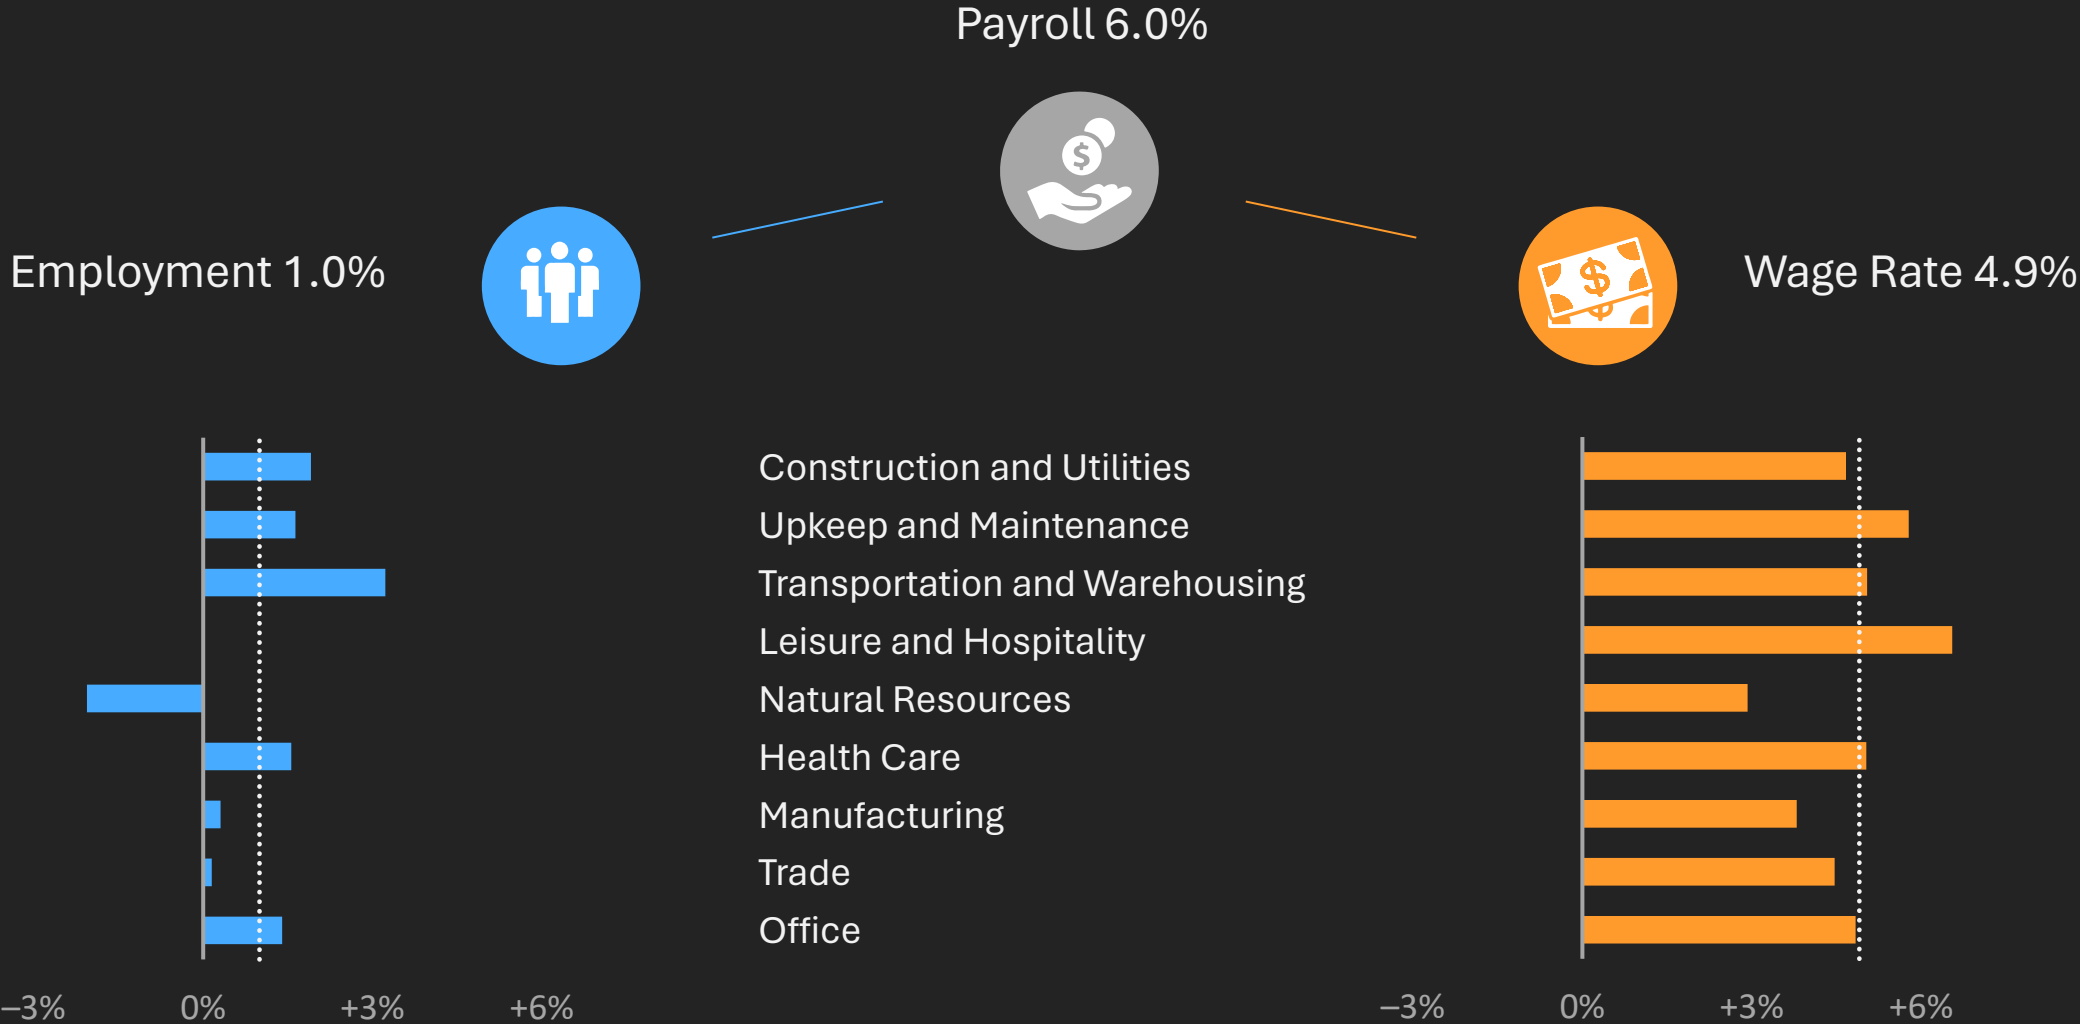 Payroll 6.0%
Employment 1.0%
Wage Rate 4.9%
$
$
$
Construction and Utilities
Upkeep and Maintenance
Transportation and Warehousing
Leisure and Hospitality
Natural Resources
Health Care
Manufacturing
Trade
Office
–3% 0% +3% +6%
–3% 0% +3% +6%